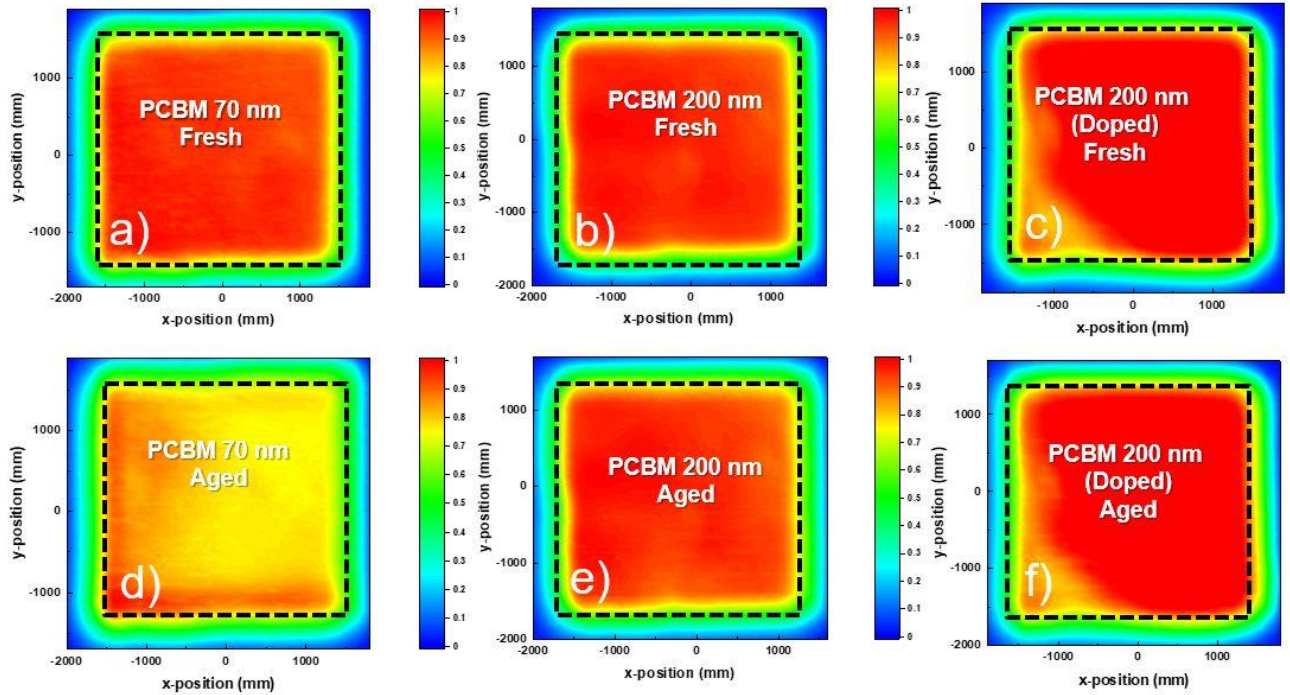 PCBM 70 nm
Fresh
a)
y-position (mm)
1000
0
-1000
-2000
-1000
0
1000
x-position (mm)
1
0.9
0.8
0.7
0.6
0.5
0.4
0.3
0.2
0.1
0
PCBM 200 nm
Fresh
b)
y-position (mm)
1000
0
-1000
-2000
-1000
0
1000
x-position (mm)
1
0.9
0.8
0.7
0.6
0.5
0.4
0.3
0.2
0.1
0
PCBM 200 nm
(Doped)
Fresh
c)
y-position (mm)
1000
0
-1000
-1000
0
1000
x-position (mm)
PCBM 70 nm
Aged
d)
y-position (mm)
1000
0
-1000
-2000
-1000
0
1000
x-position (mm)
1
0.9
0.8
0.7
0.6
0.5
0.4
0.3
0.2
0.1
0
PCBM 200 nm
Aged
e)
y-position (mm)
1000
0
-1000
-2000
-2000
-1000
0
1000
x-position (mm)
1
0.9
0.8
0.7
0.6
0.5
0.4
0.3
0.2
0.1
0
PCBM 200 nm
(Doped)
Aged
f)
y-position (mm)
1000
0
-1000
-2000
-1000
0
1000
x-position (mm)